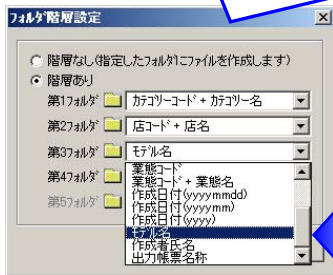 ﾌｫﾙﾀﾞ階層設定
階層なし(指定したﾌｫﾙﾀﾞにファイルを作成します)
階層あり
第1ﾌｫﾙﾀﾞ ｶﾃｺﾞﾘｰｺｰﾄﾞ + ｶﾃｺﾞﾘｰ名
第2ﾌｫﾙﾀﾞ 店ｺｰﾄﾞ + 店名
第3ﾌｫﾙﾀﾞ ﾓﾃﾞﾙ名
第4ﾌｫﾙﾀﾞ
第5ﾌｫﾙﾀﾞ
業態ｺｰﾄﾞ
業態ｺｰﾄﾞ + 業態名
作成日付(yyyymmdd)
作成日付(yyyymm)
作成日付(yyyy)
ﾓﾃﾞﾙ名
作成者氏名
出力帳票名称